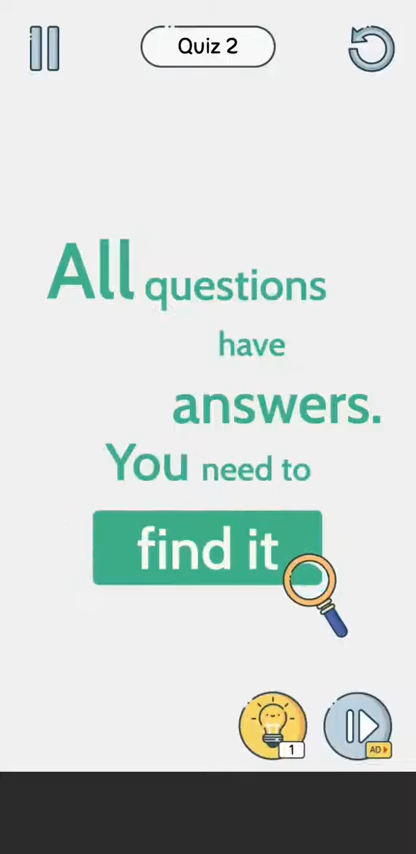 Quiz 2
All questions
have
answers.
You need to
find it
1
AD